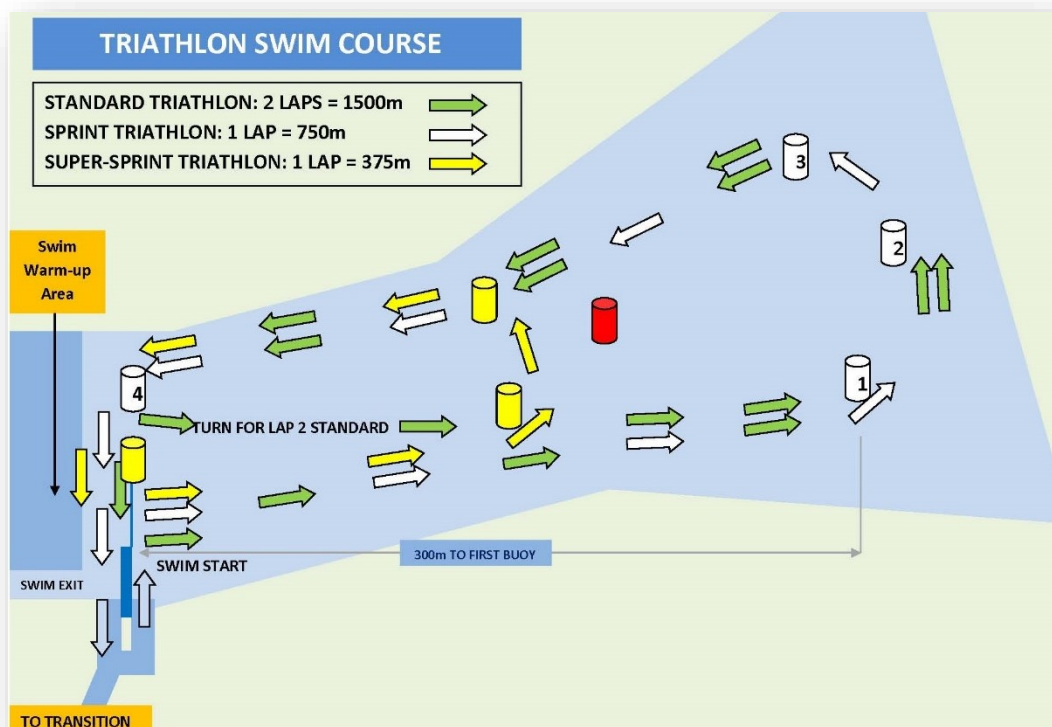 TRIATHLON SWIM COURSE
STANDARD TRIATHLON: 2 LAPS = 1500m
SPRINT TRIATHLON: 1 LAP = 750m
SUPER-SPRINT TRIATHLON: 1 LAP = 375m
3
2
Swim
Warm-up
Area
1
4
TURN FOR LAP 2 STANDARD
300m TO FIRST BUOY
SWIM START
SWIM EXIT
TO TRANSITION